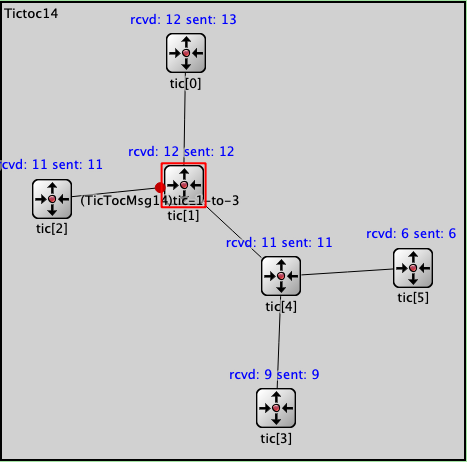 Tictoc14
rcvd: 12 sent: 13
tic[0]
rcvd: 12 sent: 12
rcvd: 11 sent: 11
(TicTocMsg14)tic-1-to-3
tic[1]
tic[2]
rcvd: 11 sent: 11
rcvd: 6 sent: 6
tic[5]
tic[4]
rcvd: 9 sent: 9
tic[3]